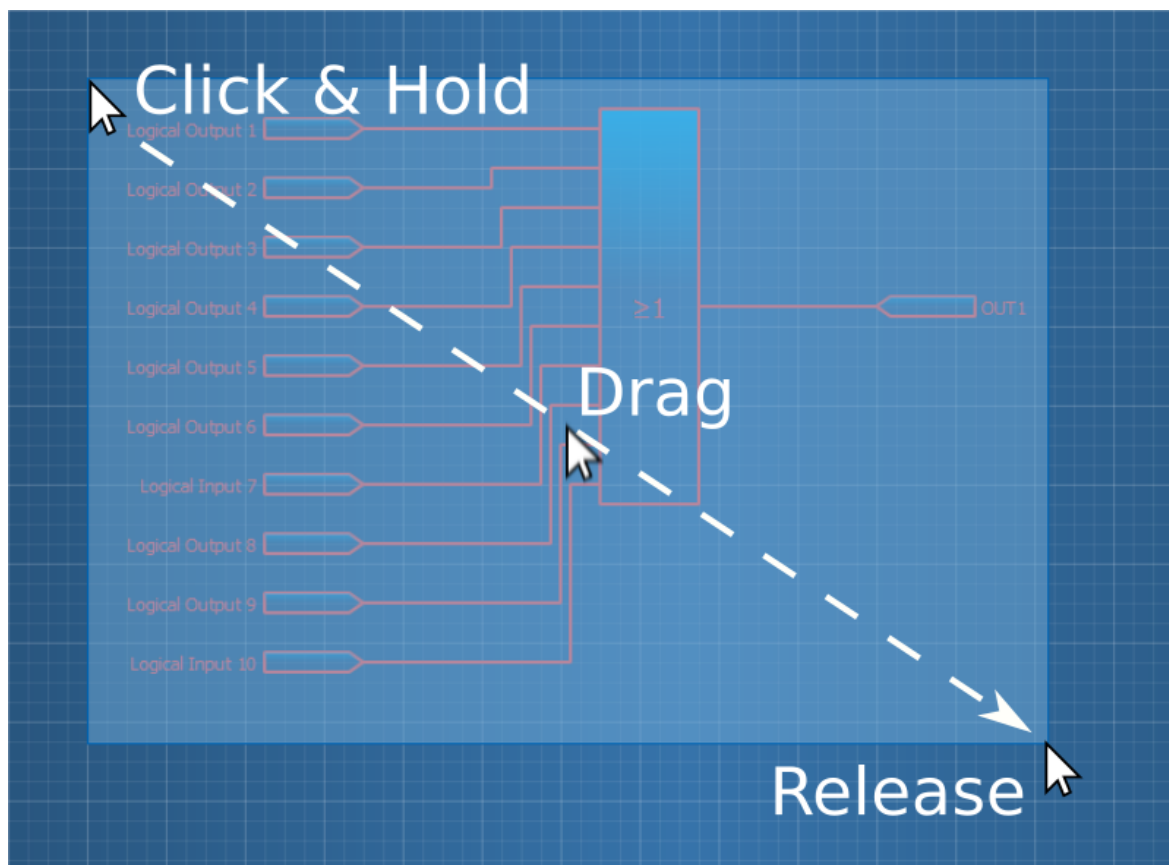 Click & Hold
Logical Output 1
Logical Output 2
Logical Output 3
Logical Output 4
≥1
OUT1
Logical Output 5
Drag
Logical Output 6
Logical Input 7
Logical Output 8
Logical Output 9
Logical Input 10
Release